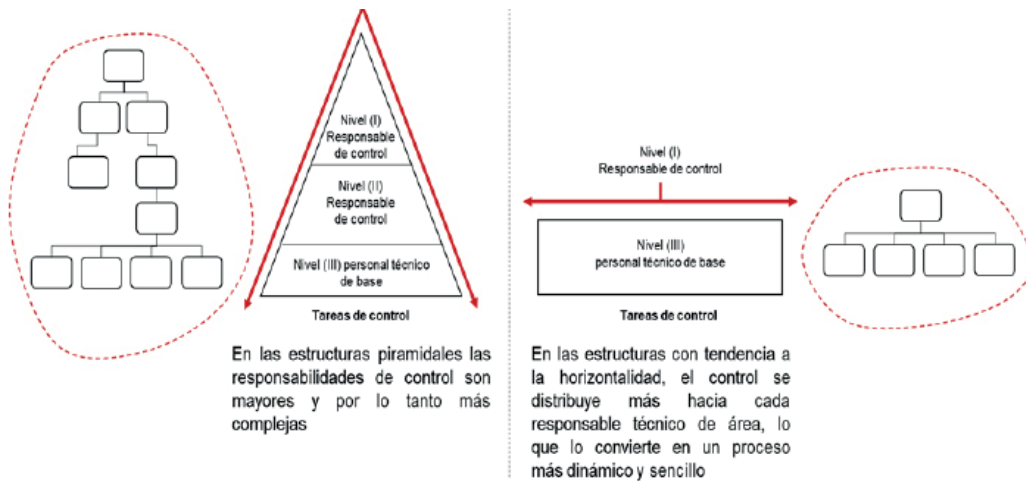 Nivel (I)
Responsable
de control
Nivel (II)
Responsable
de control
Nivel (III) personal técnico
de base
Tareas de control
En las estructuras piramidales las
responsabilidades de control son
mayores y por lo tanto más
complejas
Nivel (I)
Responsable de control
Nivel (III)
personal técnico de base
Tareas de control
En las estructuras con tendencia a
la horizontalidad, el control se
distribuye más hacia cada
responsable técnico de área, lo
que lo convierte en un proceso
más dinámico y sencillo